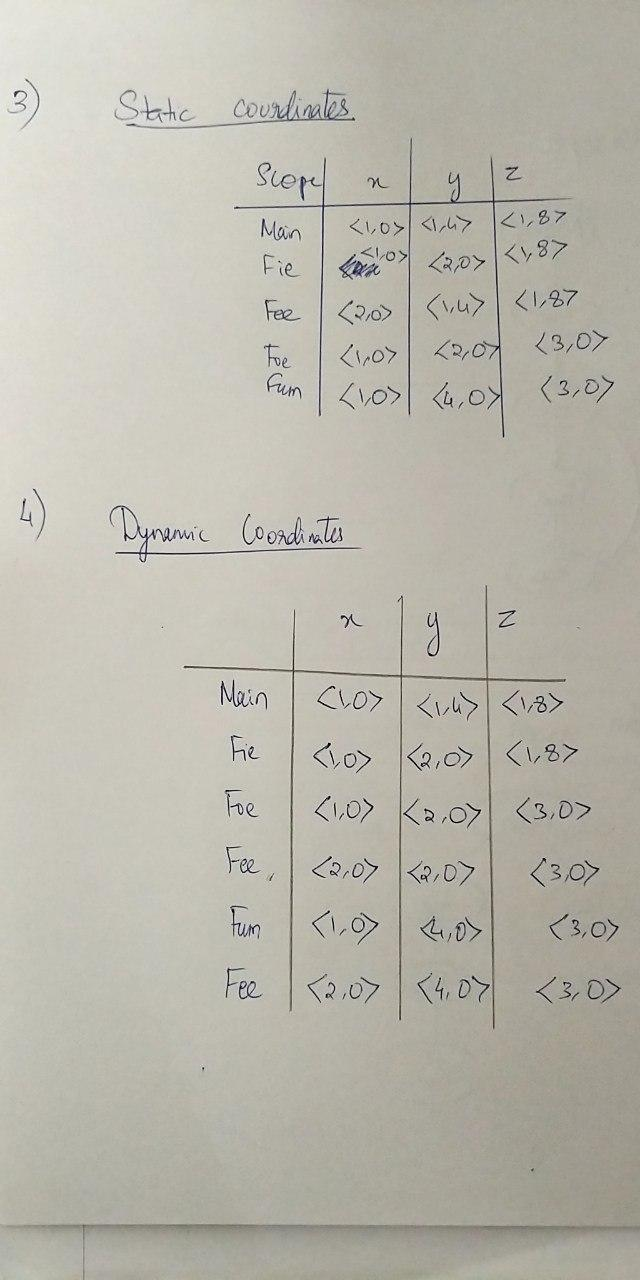 3) Static coordinates
Scope x y z
Main <1,0> <1,4> <1,8>
Fie <1,0> <2,0> <1,8>
Fee <2,0> <1,4> <1,8>
Foe <1,0> <2,0> <3,0>
Fum <1,0> <4,0> <3,0>
4) Dynamic Coordinates
x y z
Main <1,0> <1,4> <1,8>
Fie <1,0> <2,0> <1,8>
Foe <1,0> <2,0> <3,0>
Fee <2,0> <2,0> <3,0>
Fum <1,0> <4,0> <3,0>
Fee <2,0> <4,0> <3,0>